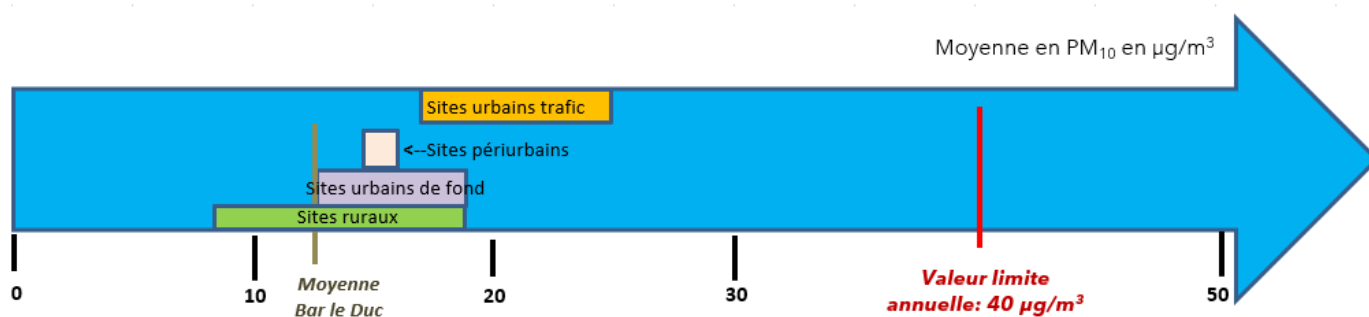 Moyenne en PM₁₀ en µg/m³
Sites urbains trafic
<--Sites périurbains
Sites urbains de fond
Sites ruraux
0
10
20
30
50
Moyenne
Bar le Duc
Valeur limite
annuelle: 40 µg/m³